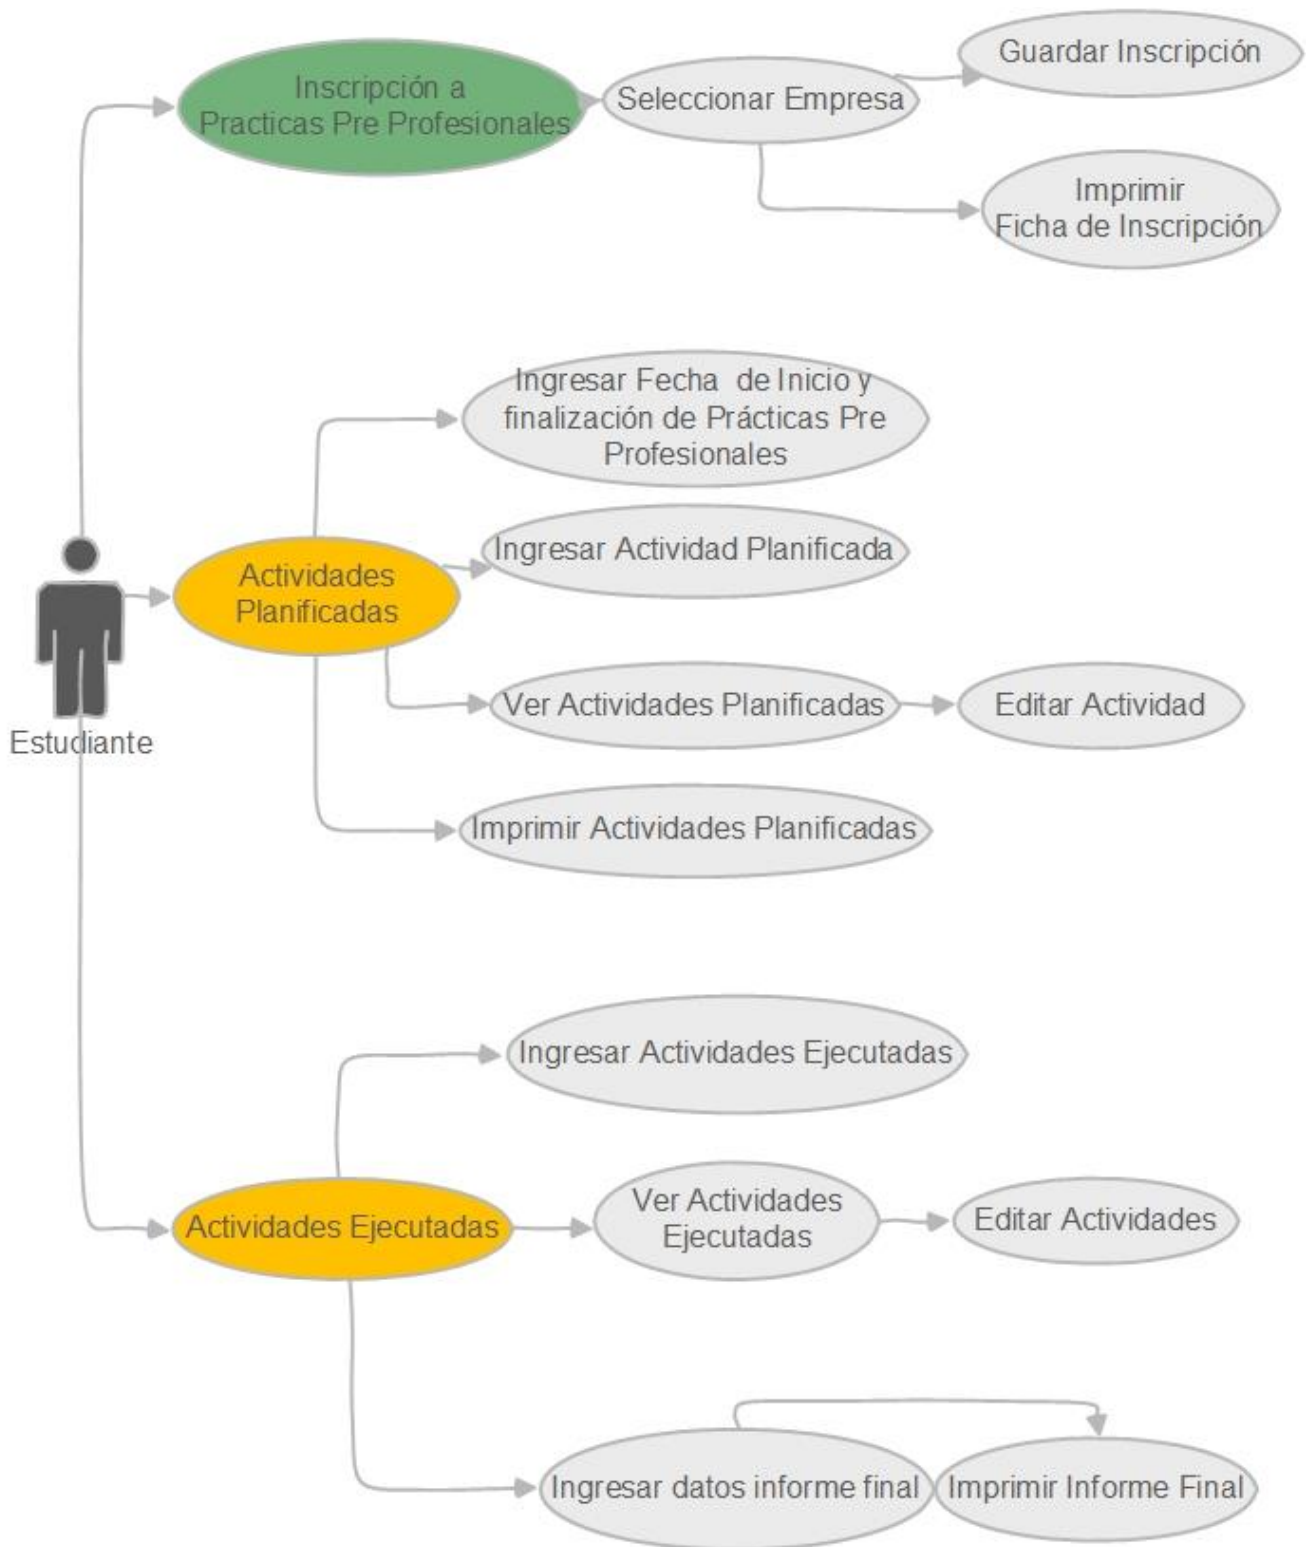 Inscripción a
Practicas Pre Profesionales
Seleccionar Empresa
Guardar Inscripción
Imprimir
Ficha de Inscripción
Ingresar Fecha de Inicio y
finalización de Prácticas Pre
Profesionales
Ingresar Actividad Planificada
Actividades
Planificadas
Ver Actividades Planificadas
Editar Actividad
Estudiante
Imprimir Actividades Planificadas
Ingresar Actividades Ejecutadas
Actividades Ejecutadas
Ver Actividades
Ejecutadas
Editar Actividades
Ingresar datos informe final
Imprimir Informe Final